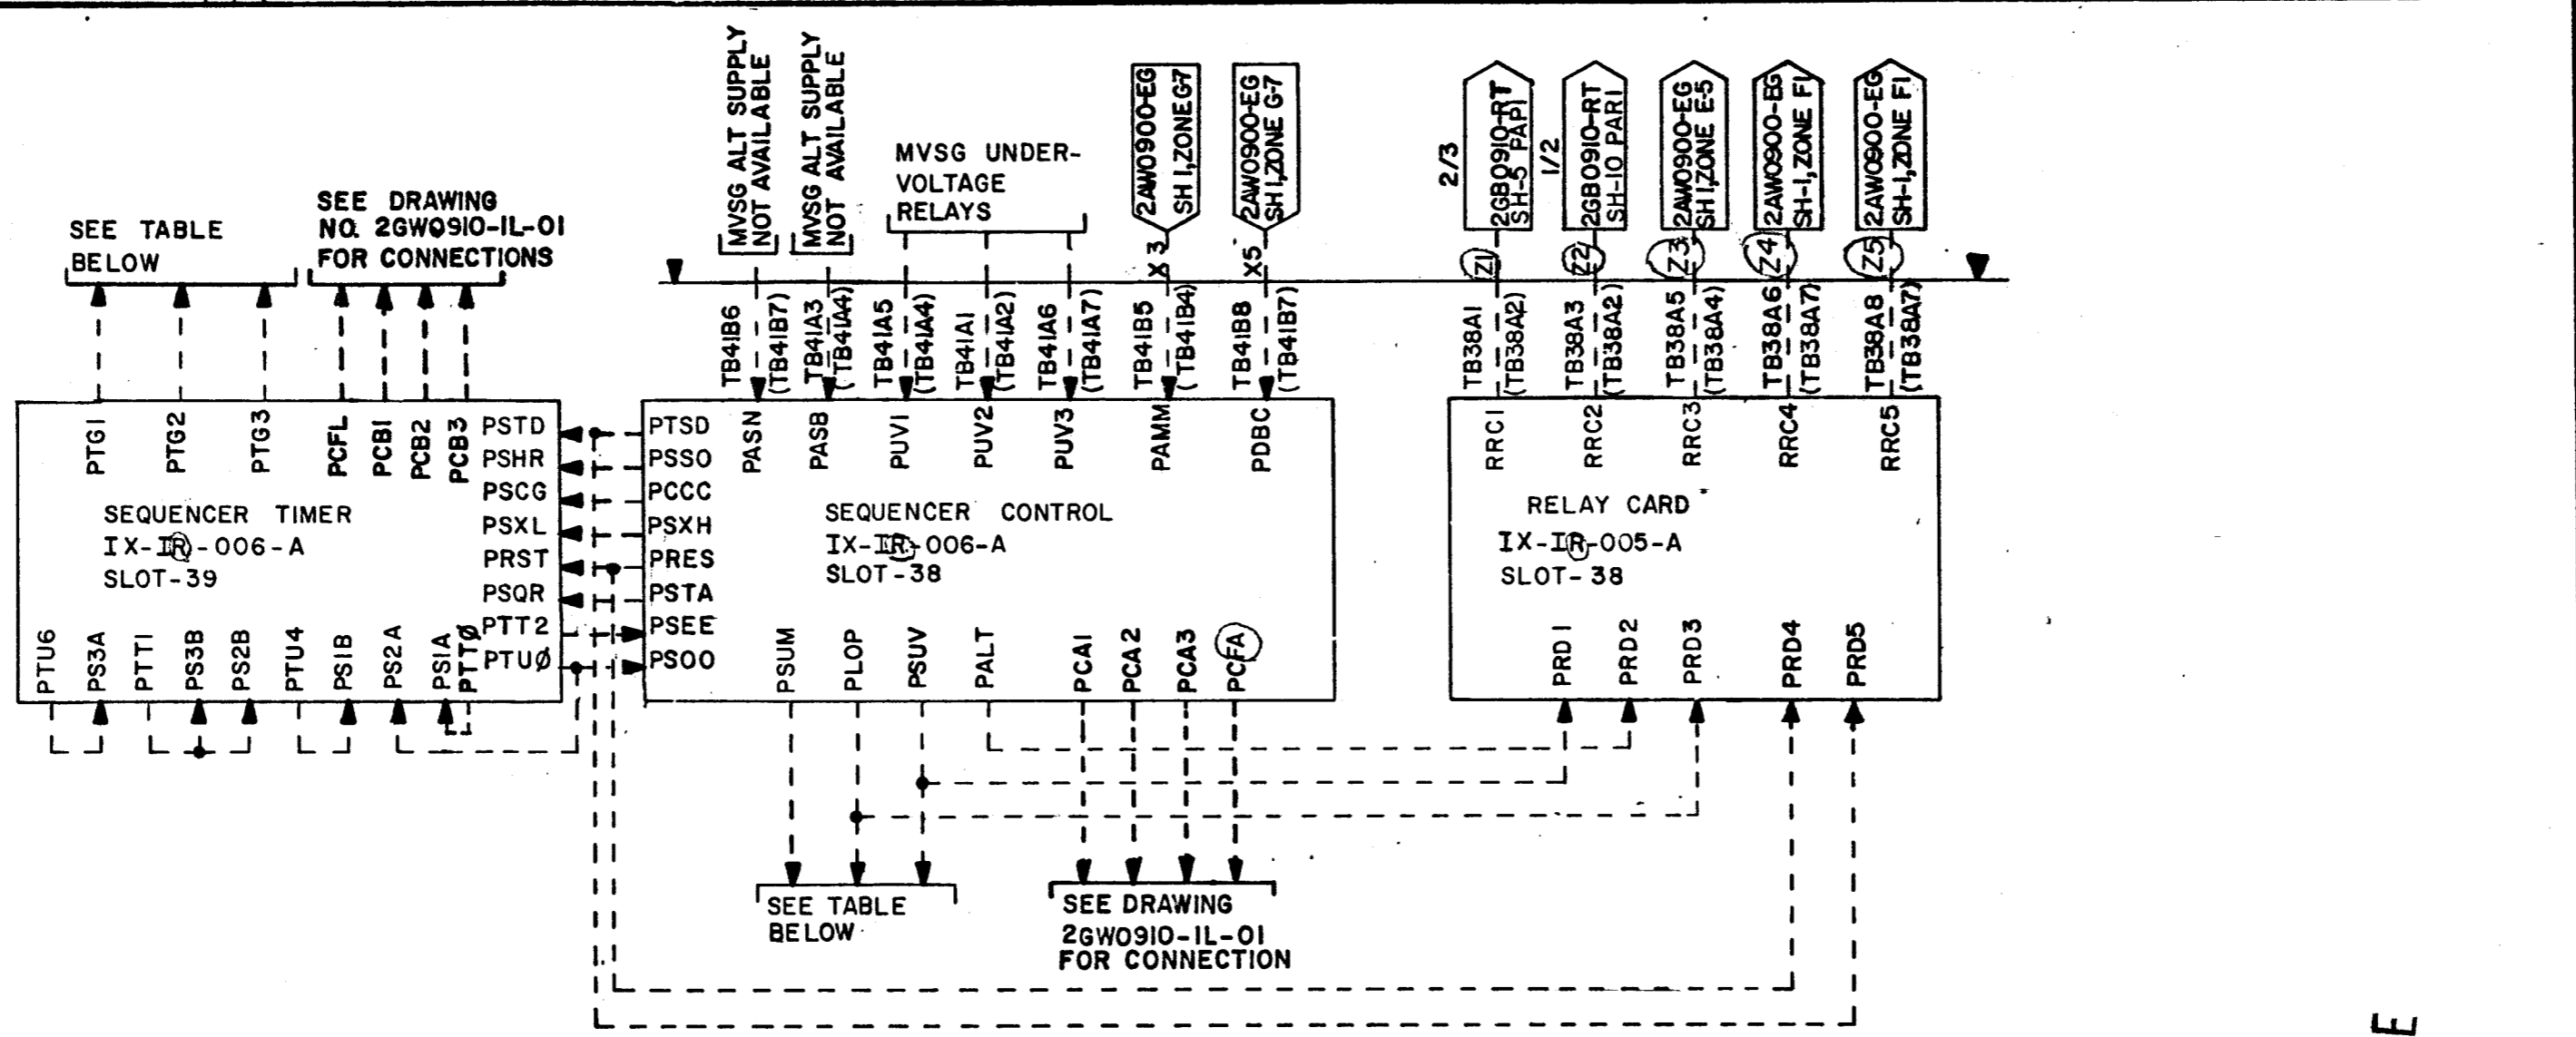 SEE TABLE
BELOW
SEE DRAWING
NO. 2GW0910-1L-01
FOR CONNECTIONS
MVSG ALT SUPPLY
NOT AVAILABLE
MVSG ALT SUPPLY
NOT AVAILABLE
MVSG UNDER-
VOLTAGE
RELAYS
2AW0900-EG
SH 1, ZONE G-7
X3
2AW0900-EG
SH 1, ZONE G-7
X5
2/3
2GB0910-RT
SH-5 PAR1
Z1
1/2
2GB0910-RT
SH-10 PAR1
Z2
2AW0900-EG
SH 1, ZONE E-5
Z3
2AW0900-EG
SH-1, ZONE F1
Z4
2AW0900-EG
SH-1, ZONE F1
Z5
TB41B6
(TB41B7)
TB41A3
(TB41A4)
TB41A5
(TB41A4)
TB41A1
(TB41A2)
TB41A6
(TB41A7)
TB41B5
(TB41B4)
TB41B8
(TB41B7)
TB38A1
(TB38A2)
TB38A3
(TB38A2)
TB38A5
(TB38A4)
TB38A6
(TB38A7)
TB38A8
(TB38A7)
PTG1
PTG2
PTG3
PCFL
PCB1
PCB2
PCB3
PSTD
PSHR
PSCG
PSXL
PRST
PSQR
PTT2
PTUØ
SEQUENCER TIMER
IX-IR-006-A
SLOT-39
PTU6
PS3A
PTT1
PS3B
PS2B
PTU4
PS1B
PS2A
PS1A
PTTØ
PTSD
PSSO
PCCC
PSXH
PRES
PSTA
PSEE
PSOO
PASN
PASB
PUV1
PUV2
PUV3
PAMM
PDBC
SEQUENCER CONTROL
IX-IR-006-A
SLOT-38
PSUM
PLOP
PSUV
PALT
PCA1
PCA2
PCA3
PCFA
RRC1
RRC2
RRC3
RRC4
RRC5
RELAY CARD
IX-IR-005-A
SLOT-38
PRD1
PRD2
PRD3
PRD4
PRD5
SEE TABLE
BELOW
SEE DRAWING
2GW0910-1L-01
FOR CONNECTION
E